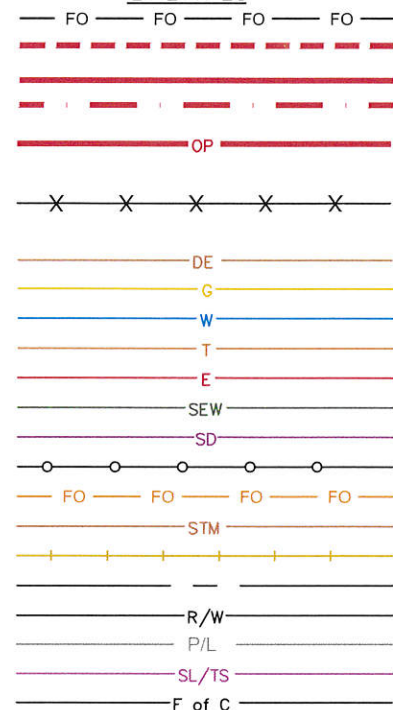 FO FO FO FO
OP
X X X X X
DE
G
W
T
E
SEW
SD
FO FO FO FO
STM
R/W
P/L
SL/TS
F of C